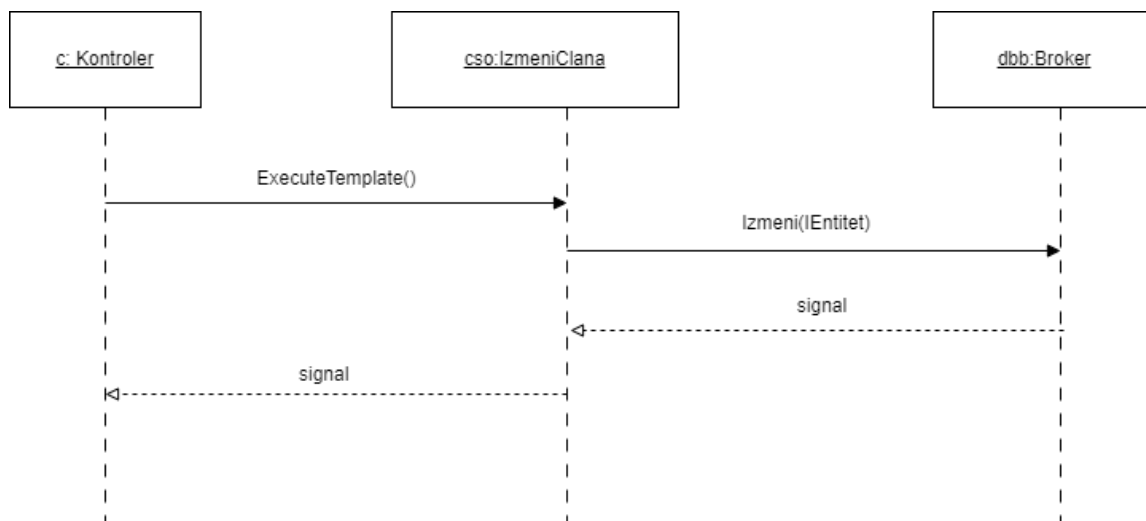 c: Kontroler
cso:IzmeniClana
dbb:Broker
ExecuteTemplate()
Izmeni(IEntitet)
signal
signal